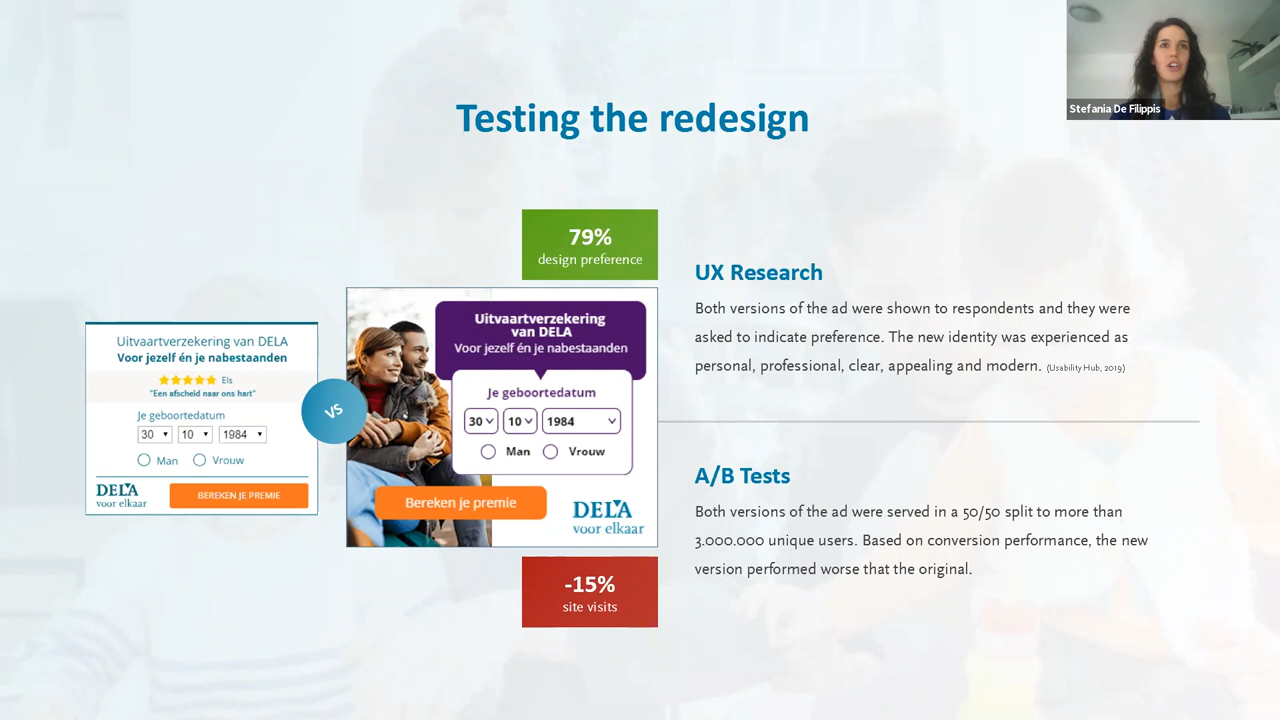 Stefania De Filippis
Testing the redesign
79%
design preference
Uitvaartverzekering van DELA
Voor jezelf én je nabestaanden
Els
"Een afscheid naar ons hart"
Je geboortedatum
30 10 1984
Man Vrouw
DELA
voor elkaar
BEREKEN JE PREMIE
VS
Uitvaartverzekering
van DELA
Voor jezelf én je nabestaanden
Je geboortedatum
30 10 1984
Man Vrouw
Bereken je premie
DELA
voor elkaar
-15%
site visits
UX Research
Both versions of the ad were shown to respondents and they were
asked to indicate preference. The new identity was experienced as
personal, professional, clear, appealing and modern. (Usability Hub, 2019)
A/B Tests
Both versions of the ad were served in a 50/50 split to more than
3.000.000 unique users. Based on conversion performance, the new
version performed worse that the original.